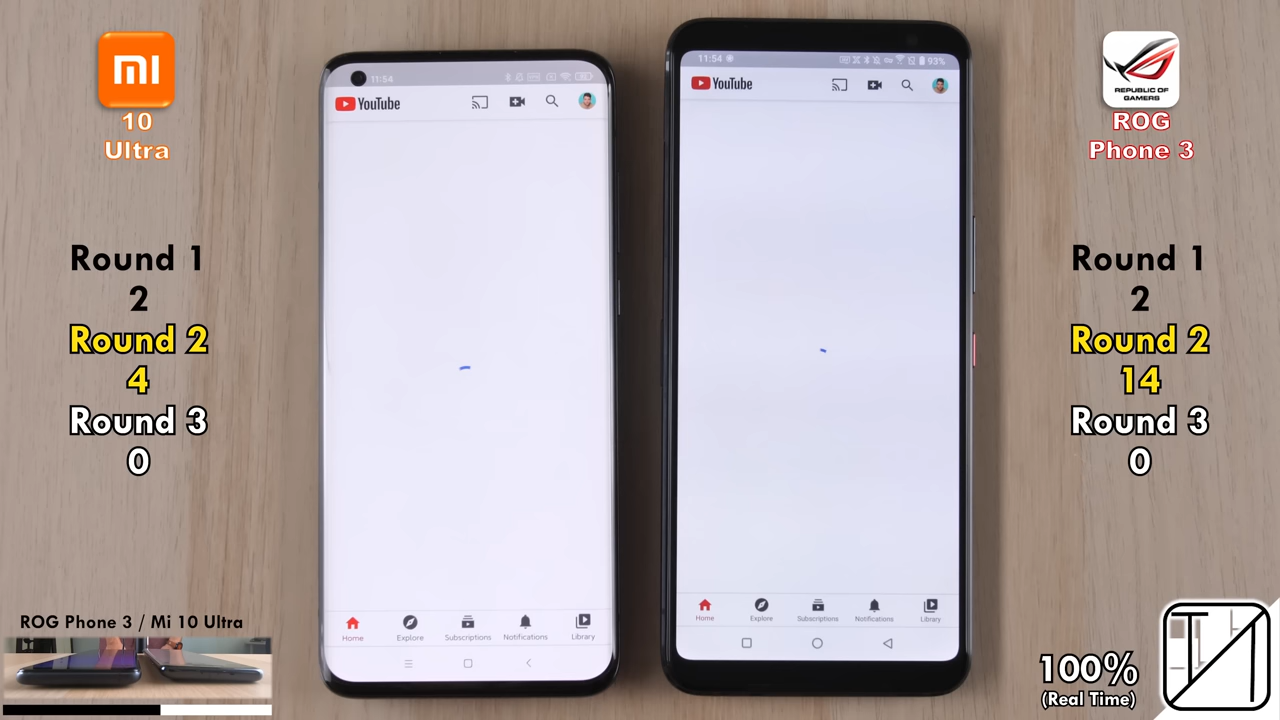 mi
10
Ultra
Round 1
2
Round 2
4
Round 3
0
ROG Phone 3 / Mi 10 Ultra
11:54
YouTube
Home
Explore
Subscriptions
Notifications
Library
11:54
93%
YouTube
Home
Explore
Subscriptions
Notifications
Library
REPUBLIC OF
GAMERS
ROG
Phone 3
Round 1
2
Round 2
14
Round 3
0
100%
(Real Time)